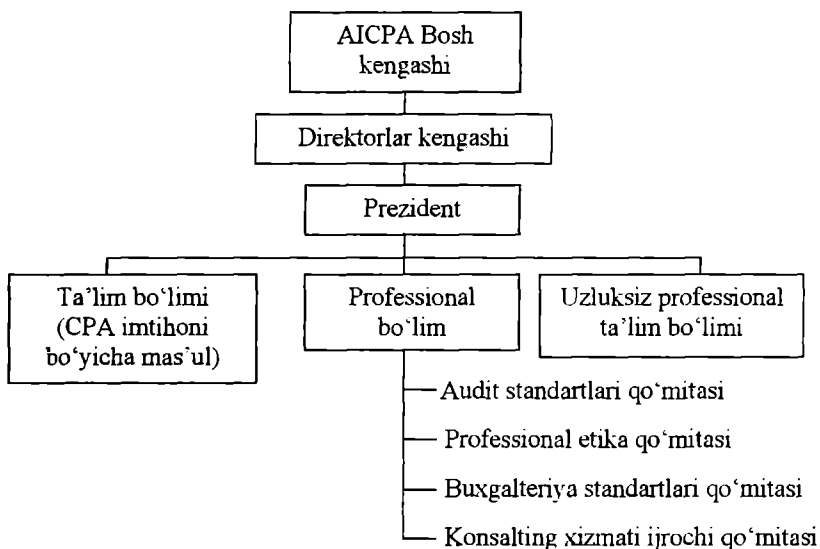 AICPA Bosh
kengashi
Direktorlar kengashi
Prezident
Ta’lim bo‘limi
(CPA imtihoni
bo‘yicha mas’ul)
Professional
bo‘lim
Uzluksiz professional
ta’lim bo‘limi
Audit standartlari qo‘mitasi
Professional etika qo‘mitasi
Buxgalteriya standartlari qo‘mitasi
Konsalting xizmati ijrochi qo‘mitasi